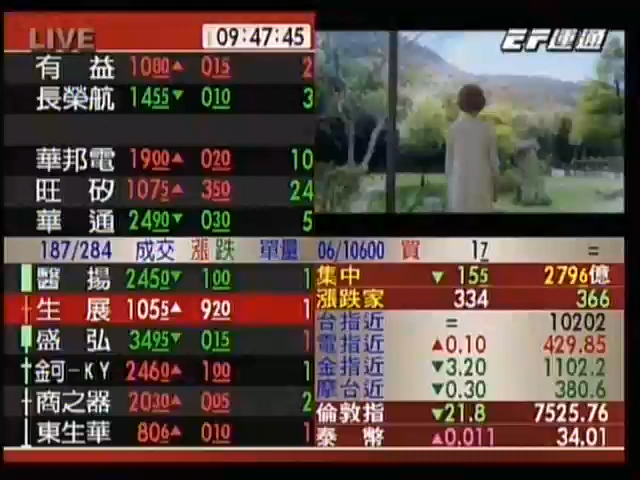 LIVE 09:47:45
EF運通
有益 1080▲ 015 2
長榮航 1455▼ 010 3
華邦電 1900▲ 020 10
旺矽 1075▲ 350 24
華通 2490▼ 030 5
187/284 成交 漲跌 單量
醫揚 2450▼ 100 1
生展 1055▲ 920 1
盛弘 3495▼ 015 1
鈳-KY 2460▲ 100 1
商之器 2030▲ 005 2
東生華 806▲ 010 1
06/10600 買 17 =
集中 ▼ 155 2796億
漲跌家 334 366
台指近 = 10202
電指近 ▲0.10 429.85
金指近 ▼3.20 1102.2
摩台近 ▼0.30 380.6
倫敦指 ▼21.8 7525.76
泰幣 ▲0.011 34.01